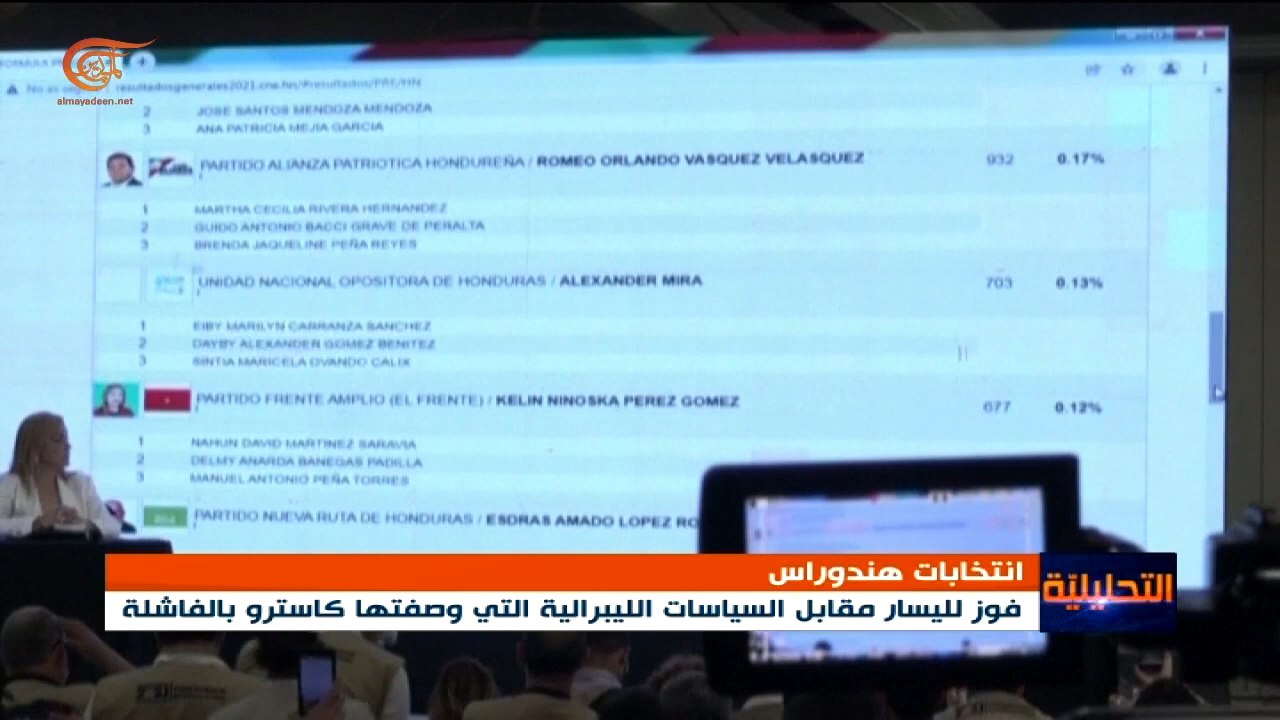 almayadeen.net
resultadosgenerales2021.cne.hn/#resultados/PRE/HN
2 JOSE SANTOS MENDOZA MENDOZA
3 ANA PATRICIA MEJIA GARCIA
PARTIDO ALIANZA PATRIOTICA HONDUREÑA / ROMEO ORLANDO VASQUEZ VELASQUEZ 932 0.17%
1 MARTHA CECILIA RIVERA HERNANDEZ
2 GUIDO ANTONIO BACCI GRAVE DE PERALTA
3 BRENDA JAQUELINE PEÑA REYES
UNIDAD NACIONAL OPOSITORA DE HONDURAS / ALEXANDER MIRA 703 0.13%
1 EIBY MARILYN CARRANZA SANCHEZ
2 DAYBY ALEXANDER GOMEZ BENITEZ
3 SINTIA MARICELA OVANDO CALIX
PARTIDO FRENTE AMPLIO (EL FRENTE) / KELIN NINOSKA PEREZ GOMEZ 677 0.12%
1 NAHUN DAVID MARTINEZ SARAVIA
2 DELMY ANARDA BANEGAS PADILLA
3 MANUEL ANTONIO PEÑA TORRES
PARTIDO NUEVA RUTA DE HONDURAS / ESDRAS AMADO LOPEZ
انتخابات هندوراس
التحليلية
فوز لليسار مقابل السياسات الليبرالية التي وصفتها كاسترو بالفاشلة